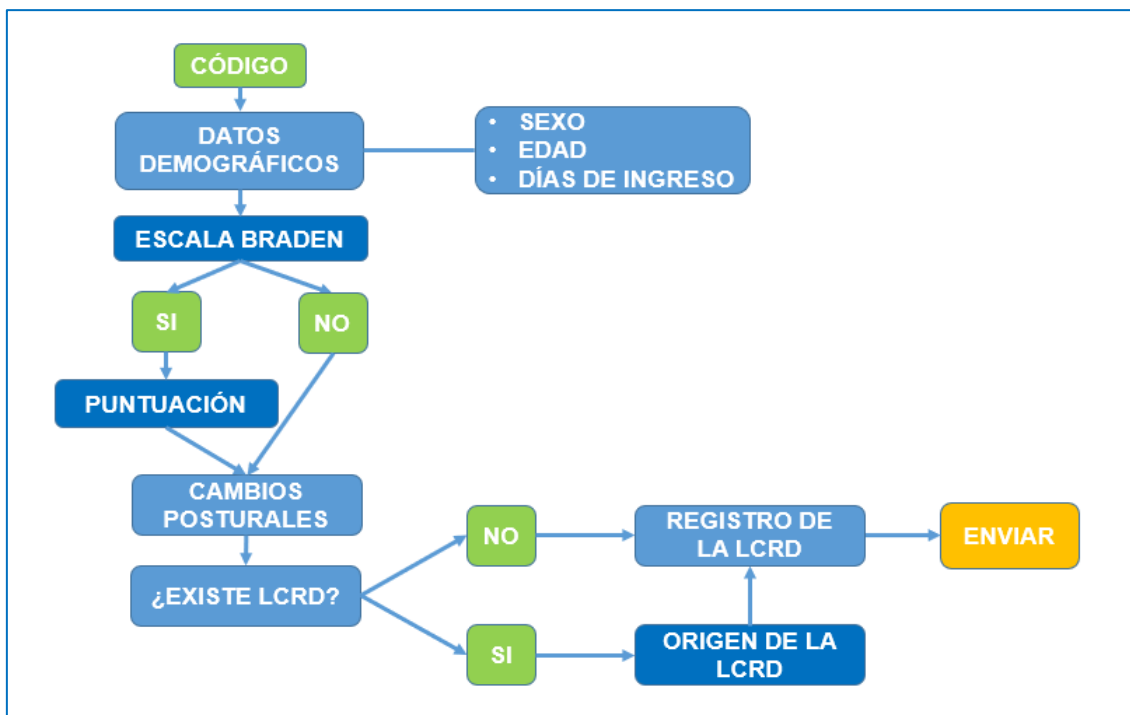 CÓDIGO
DATOS
DEMOGRÁFICOS
• SEXO
• EDAD
• DÍAS DE INGRESO
ESCALA BRADEN
SI
NO
PUNTUACIÓN
CAMBIOS
POSTURALES
¿EXISTE LCRD?
NO
REGISTRO DE
LA LCRD
ENVIAR
SI
ORIGEN DE LA
LCRD